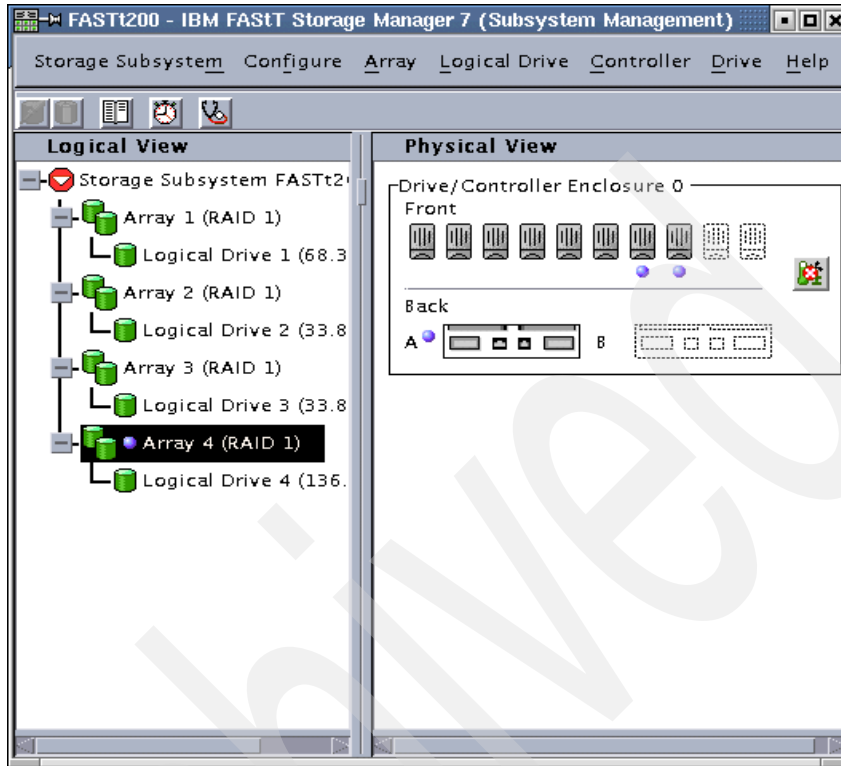 FASTt200 - IBM FAStT Storage Manager 7 (Subsystem Management)
Storage Subsystem Configure Array Logical Drive Controller Drive Help
Logical View
Storage Subsystem FASTt2
Array 1 (RAID 1)
Logical Drive 1 (68.3
Array 2 (RAID 1)
Logical Drive 2 (33.8
Array 3 (RAID 1)
Logical Drive 3 (33.8
Array 4 (RAID 1)
Logical Drive 4 (136.
Physical View
Drive/Controller Enclosure 0
Front
Back
A
B
hived